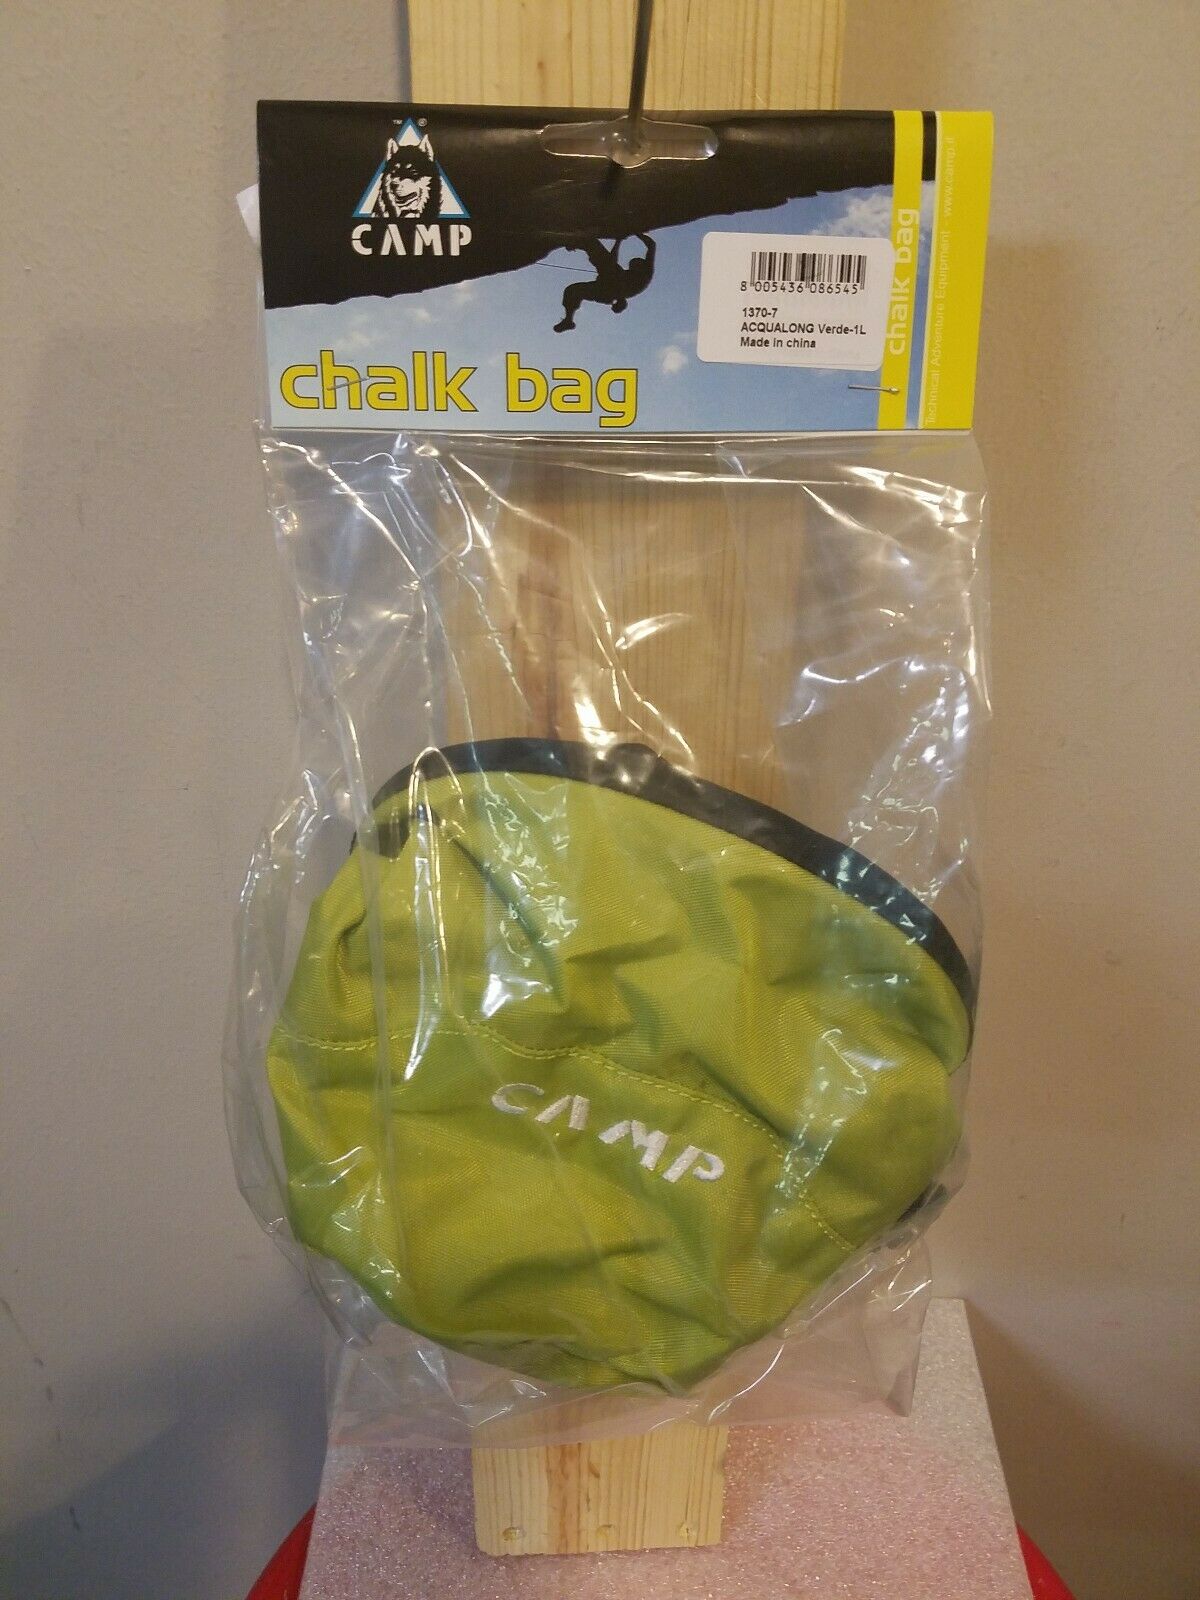 ™ ®
CAMP
8 005436 086545
1370-7
ACQUALONG Verde-1L
Made in china
chalk bag
chalk bag
Technical Adventure Equipment - www.camp.it
CAMP